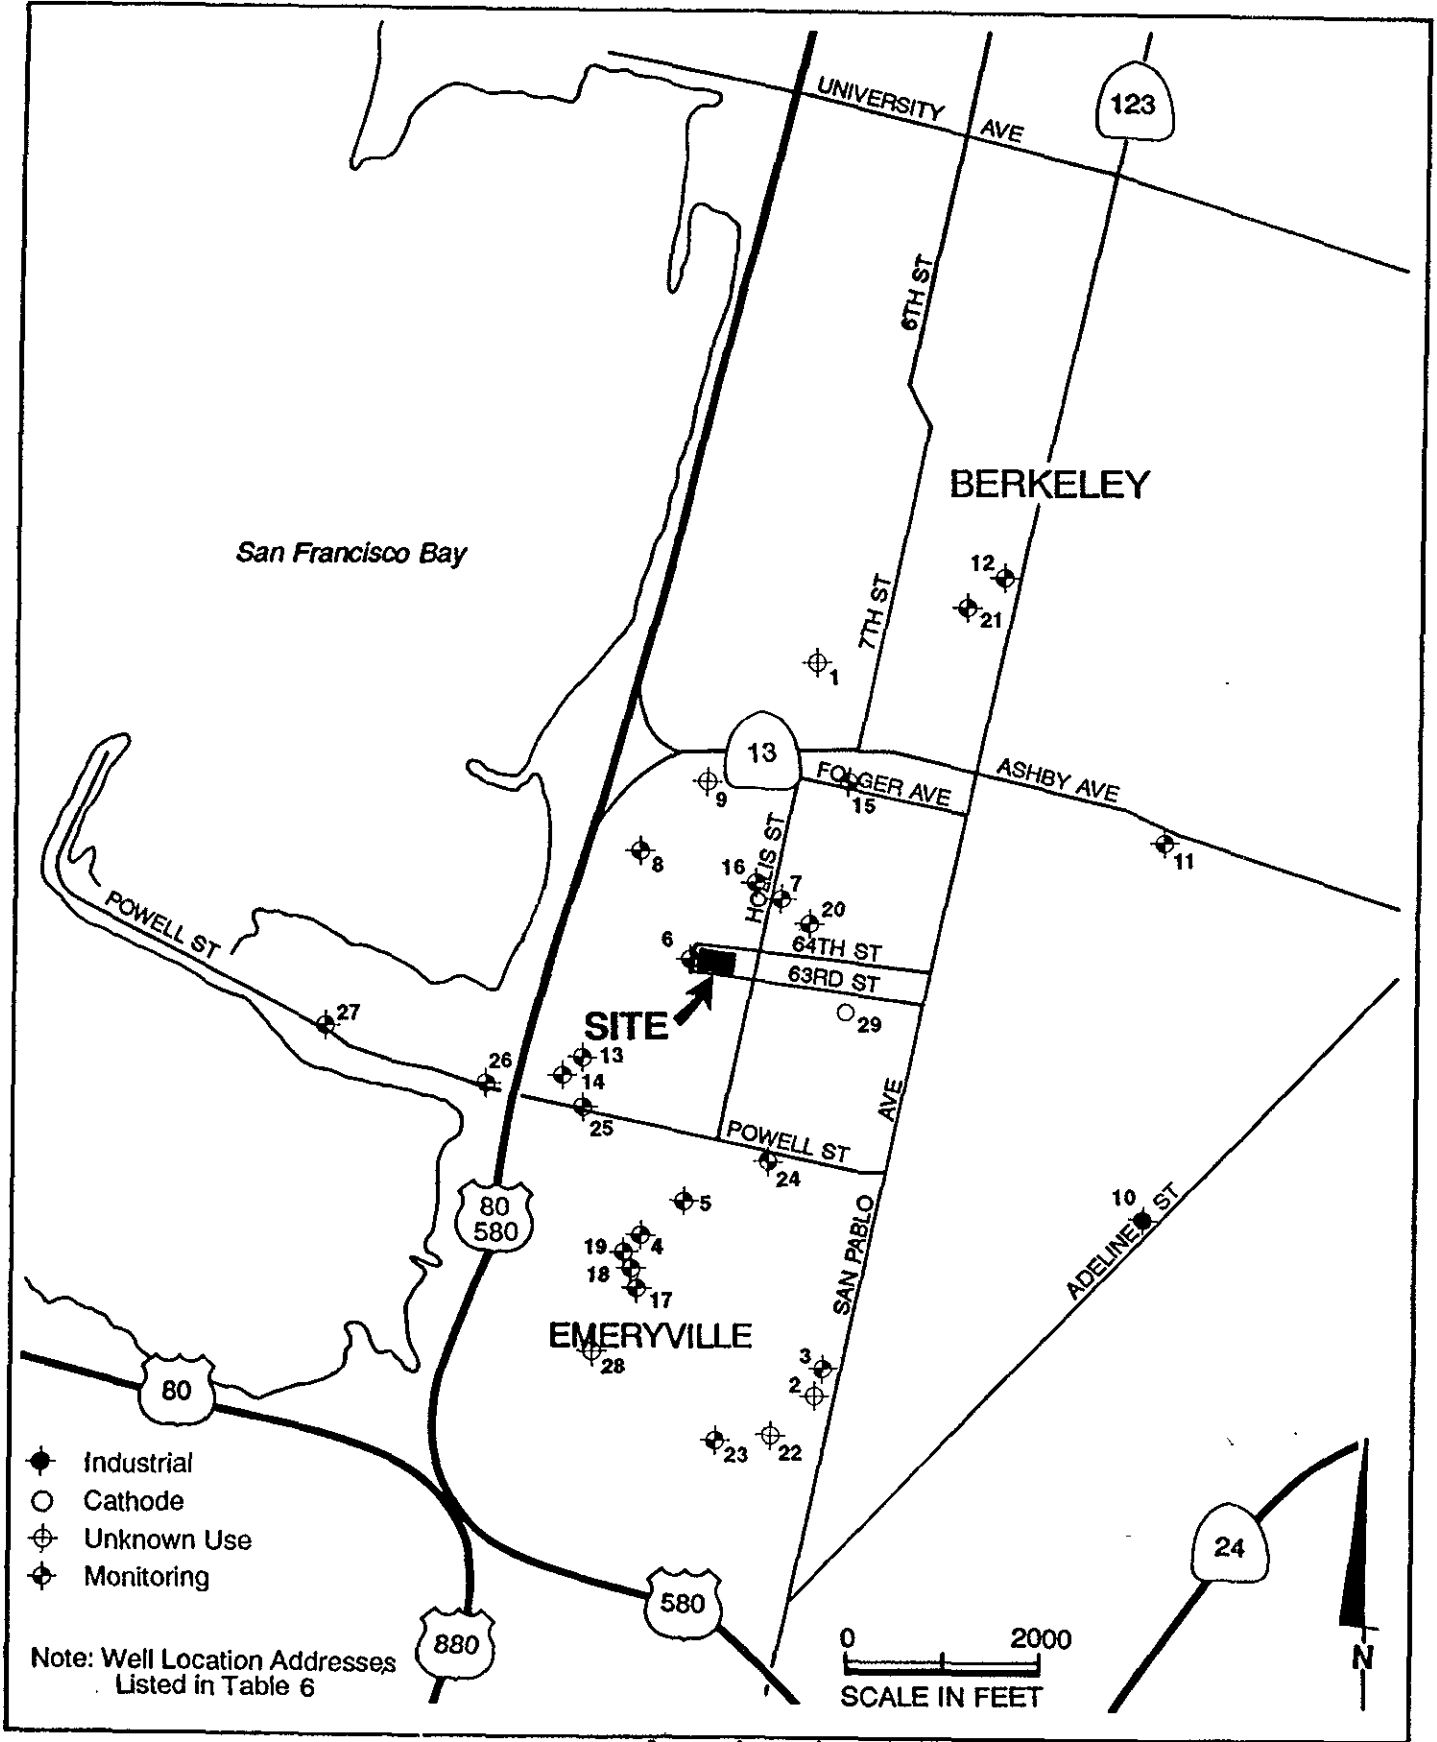 UNIVERSITY AVE
123
6TH ST
BERKELEY
San Francisco Bay
12
21
7TH ST
1
13
FOLGER AVE
ASHBY AVE
9
15
HOLLIS ST
8
16
7
11
20
POWELL ST
6
64TH ST
63RD ST
27
SITE
29
26
13
14
25
AVE
POWELL ST
24
5
10
80
580
19
4
18
17
SAN PABLO
ADELINE ST
EMERYVILLE
28
3
2
80
23
22
Industrial
Cathode
Unknown Use
Monitoring
24
580
880
Note: Well Location Addresses
Listed in Table 6
0 2000
SCALE IN FEET
N